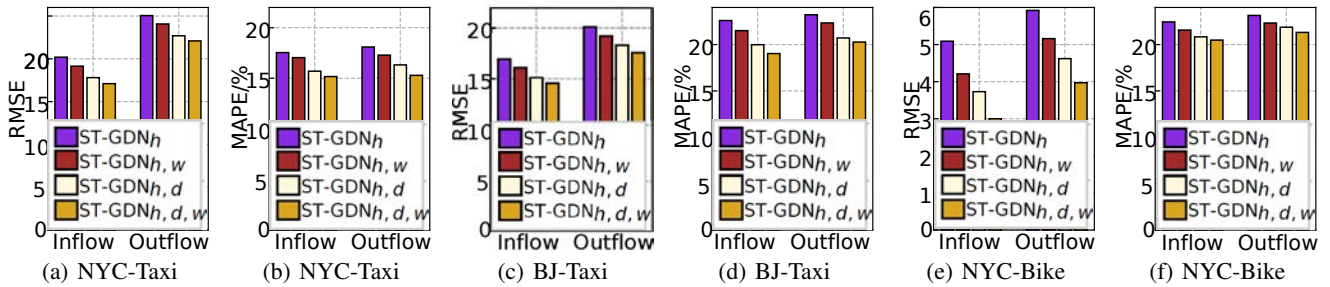 RMSE
20
15
10
5
0
ST-GDNh
ST-GDNh, w
ST-GDNh, d
ST-GDNh, d, w
Inflow Outflow
(a) NYC-Taxi
MAPE/%
20
15
10
5
0
ST-GDNh
ST-GDNh, w
ST-GDNh, d
ST-GDNh, d, w
Inflow Outflow
(b) NYC-Taxi
RMSE
20
15
10
5
0
ST-GDNh
ST-GDNh, w
ST-GDNh, d
ST-GDNh, d, w
Inflow Outflow
(c) BJ-Taxi
MAPE/%
20
15
10
5
0
ST-GDNh
ST-GDNh, w
ST-GDNh, d
ST-GDNh, d, w
Inflow Outflow
(d) BJ-Taxi
RMSE
6
5
4
3
2
1
0
ST-GDNh
ST-GDNh, w
ST-GDNh, d
ST-GDNh, d, w
Inflow Outflow
(e) NYC-Bike
MAPE/%
20
15
10
5
0
ST-GDNh
ST-GDNh, w
ST-GDNh, d
ST-GDNh, d, w
Inflow Outflow
(f) NYC-Bike